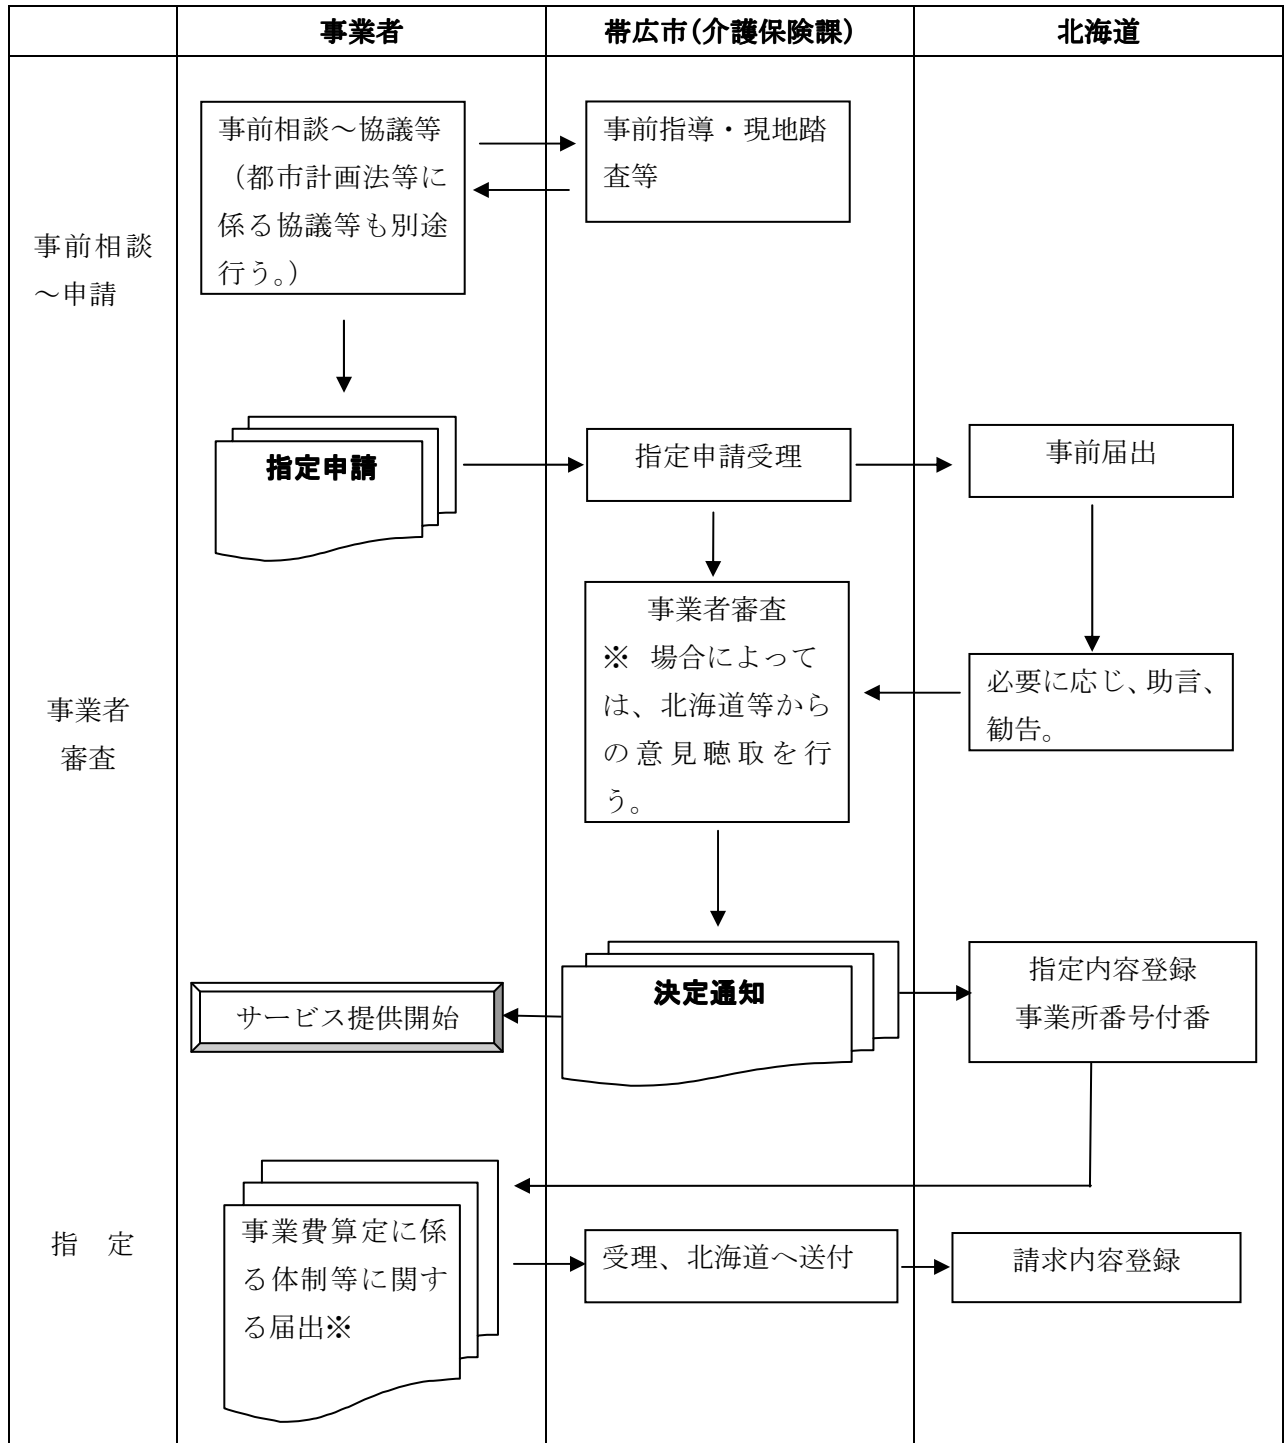 事業者
帯広市(介護保険課)
北海道
事前相談
～申請
事前相談～協議等
（都市計画法等に
係る協議等も別途
行う。）
事前指導・現地踏
査等
指定申請
指定申請受理
事前届出
事業者
審査
事業者審査
※ 場合によって
は、北海道等から
の意見聴取を行
う。
必要に応じ、助言、
勧告。
サービス提供開始
決定通知
指定内容登録
事業所番号付番
指 定
事業費算定に係
る体制等に関す
る届出※
受理、北海道へ送付
請求内容登録